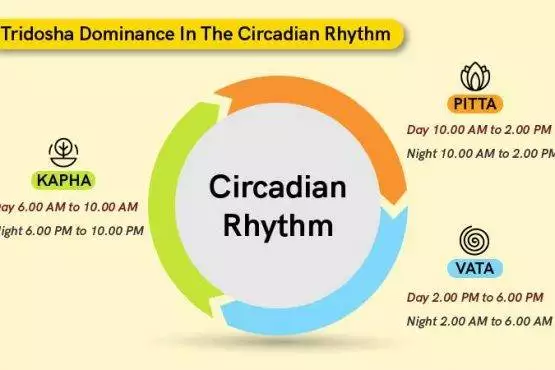 Tridosha Dominance In The Circadian Rhythm
PITTA
Day 10.00 AM to 2.00 PM
Night 10.00 AM to 2.00 PM
KAPHA
ay 6.00 AM to 10.00 AM
ight 6.00 PM to 10.00 PM
Circadian
Rhythm
VATA
Day 2.00 PM to 6.00 PM
Night 2.00 AM to 6.00 AM